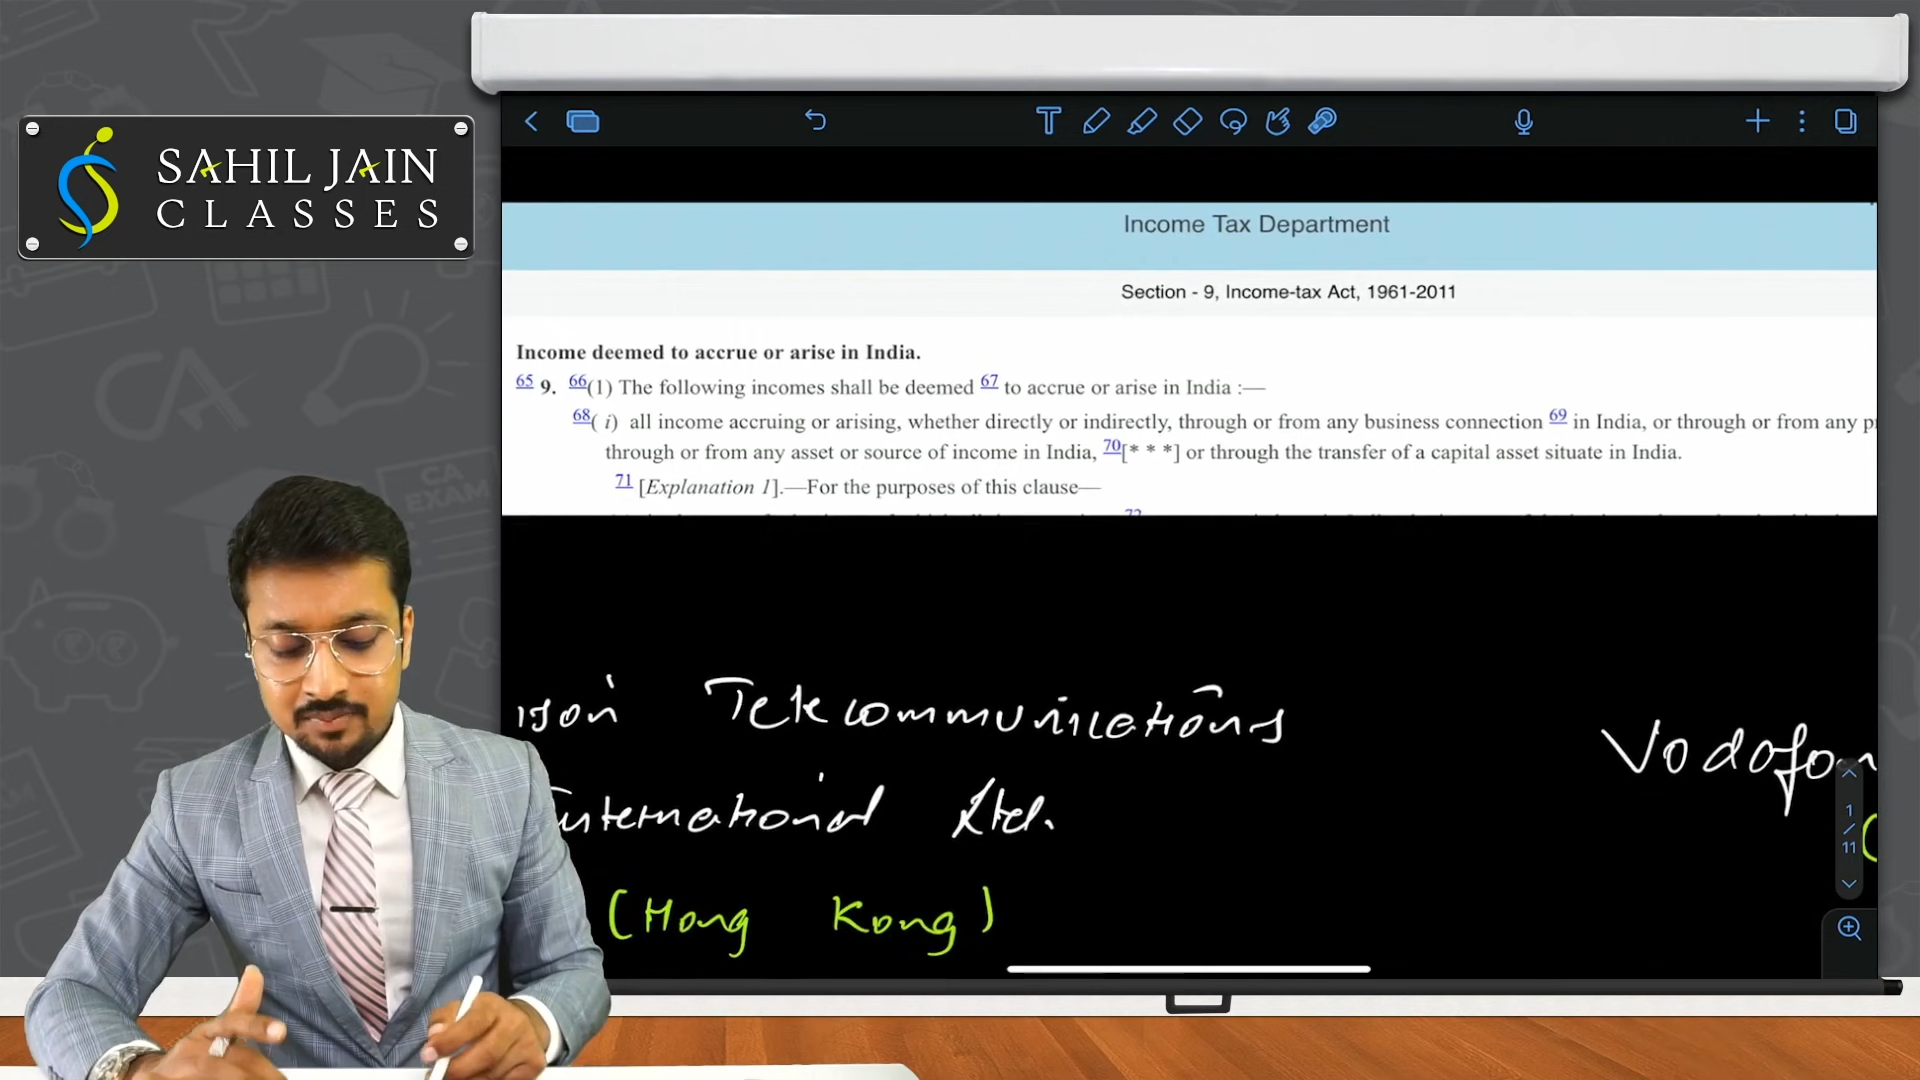 SAHIL JAIN
CLASSES
Income Tax Department
Section - 9, Income-tax Act, 1961-2011
Income deemed to accrue or arise in India.
65 9. 66(1) The following incomes shall be deemed 67 to accrue or arise in India :—
68( i) all income accruing or arising, whether directly or indirectly, through or from any business connection 69 in India, or through or from any
through or from any asset or source of income in India, 70[* * *] or through the transfer of a capital asset situate in India.
71 [Explanation 1].—For the purposes of this clause—
Telecommunications
International Ltd.
(Hong Kong)
1
/
11
CA
CA
EXAM